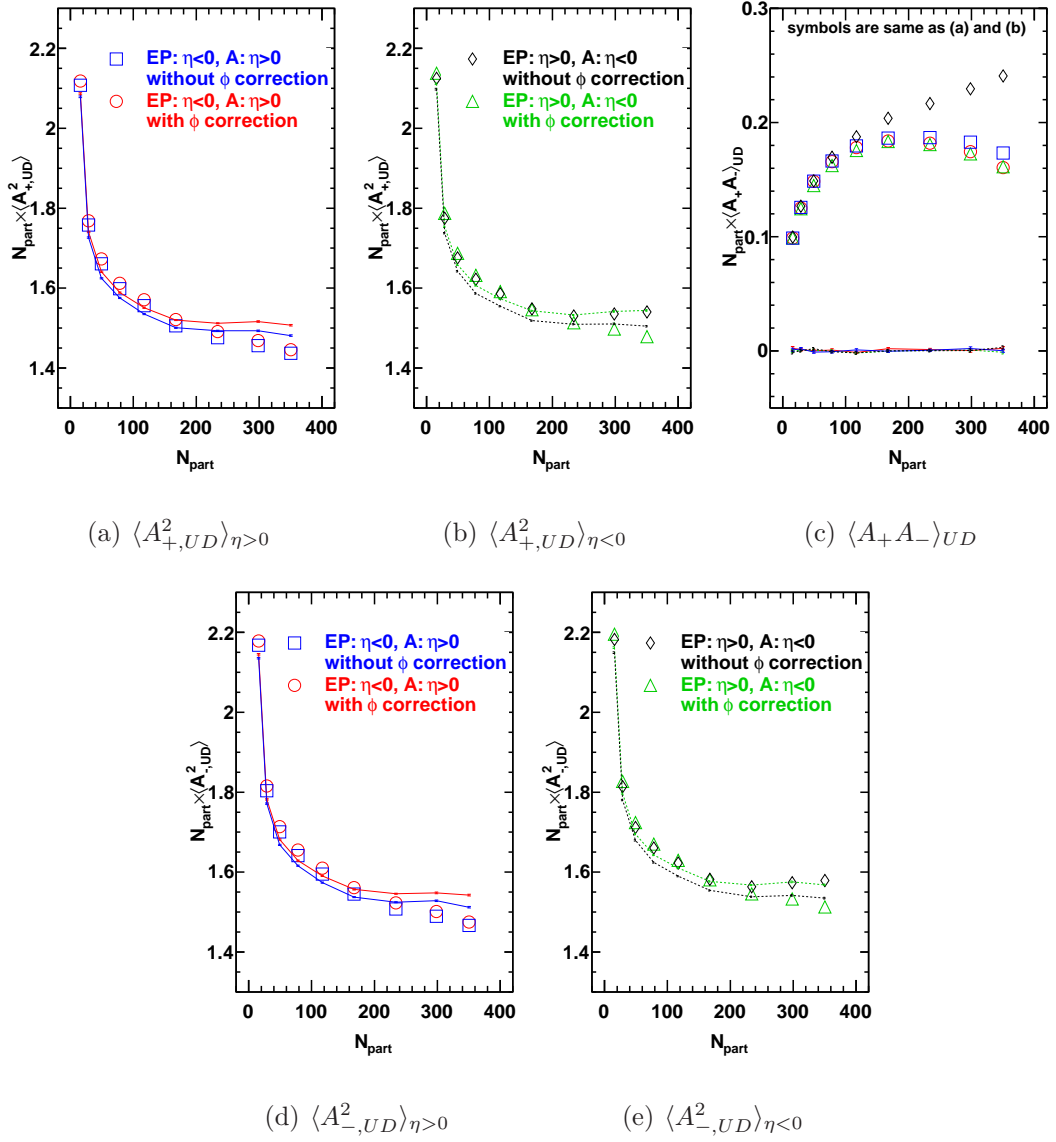 2.2
2
1.8
1.6
1.4
0 100 200 300 400
N_part
N_part×⟨A²_+,UD⟩
EP: η<0, A: η>0
without φ correction
EP: η<0, A: η>0
with φ correction
(a) ⟨A²_{+,UD}⟩_{η>0}
2.2
2
1.8
1.6
1.4
0 100 200 300 400
N_part
N_part×⟨A²_+,UD⟩
EP: η>0, A: η<0
without φ correction
EP: η>0, A: η<0
with φ correction
(b) ⟨A²_{+,UD}⟩_{η<0}
symbols are same as (a) and (b)
0.3
0.2
0.1
0
0 100 200 300 400
N_part
N_part×⟨A_+A_-⟩_UD
(c) ⟨A_+A_−⟩_{UD}
2.2
2
1.8
1.6
1.4
0 100 200 300 400
N_part
N_part×⟨A²_-,UD⟩
EP: η<0, A: η>0
without φ correction
EP: η<0, A: η>0
with φ correction
(d) ⟨A²_{−,UD}⟩_{η>0}
2.2
2
1.8
1.6
1.4
0 100 200 300 400
N_part
N_part×⟨A²_-,UD⟩
EP: η>0, A: η<0
without φ correction
EP: η>0, A: η<0
with φ correction
(e) ⟨A²_{−,UD}⟩_{η<0}